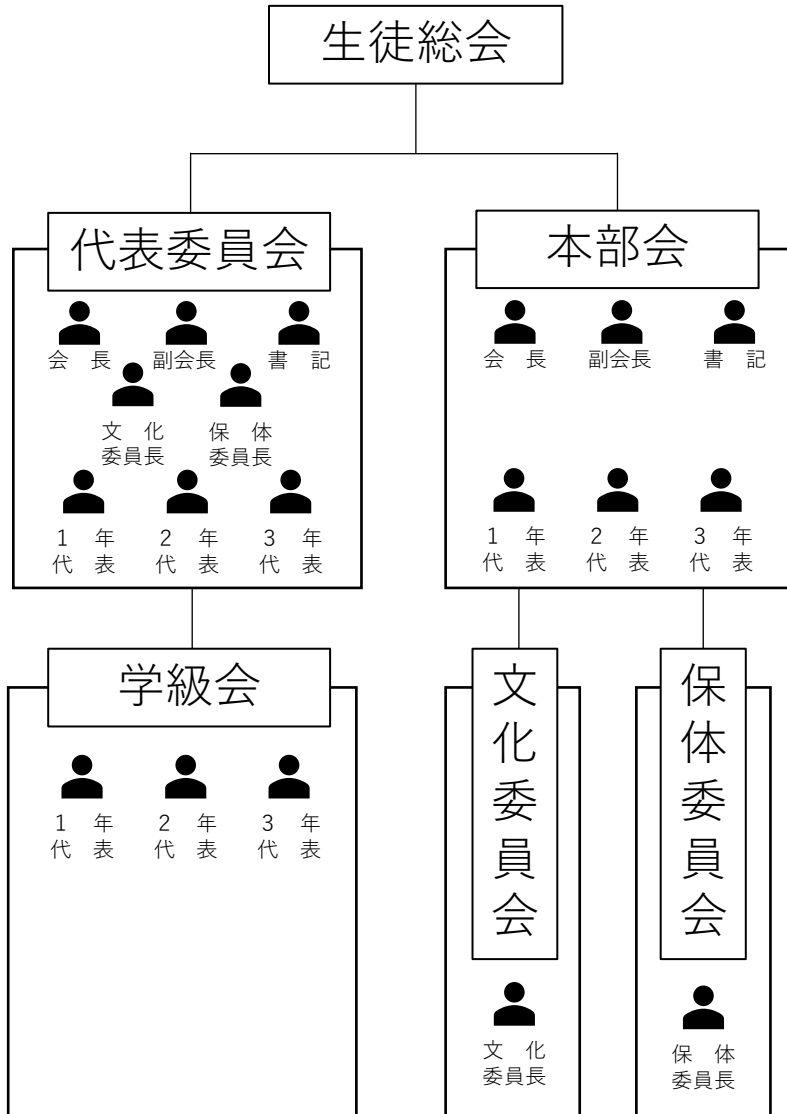 生徒総会
代表委員会
会長 副会長 書記
文化 保体
委員長 委員長
1年 2年 3年
代表 代表 代表
本部会
会長 副会長 書記
1年 2年 3年
代表 代表 代表
学級会
1年 2年 3年
代表 代表 代表
文化委員会
文化
委員長
保体委員会
保体
委員長